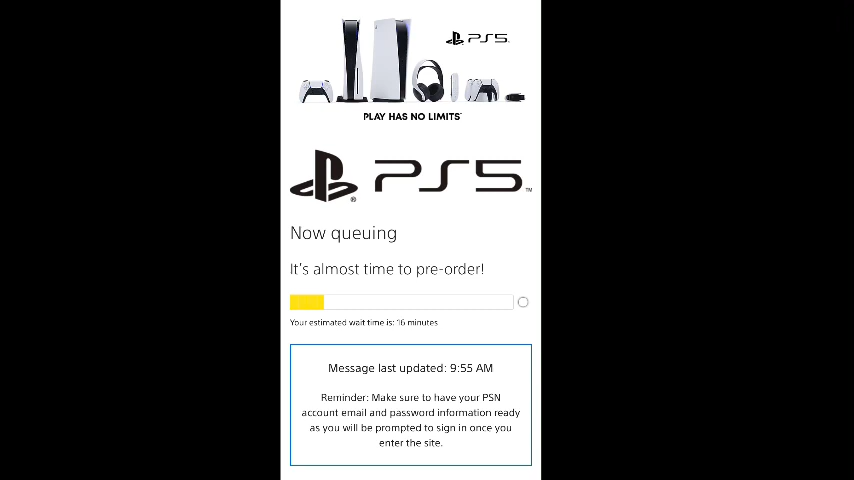 PS5
PLAY HAS NO LIMITS™
PS5™
Now queuing
It's almost time to pre-order!
Your estimated wait time is: 16 minutes
Message last updated: 9:55 AM
Reminder: Make sure to have your PSN
account email and password information ready
as you will be prompted to sign in once you
enter the site.